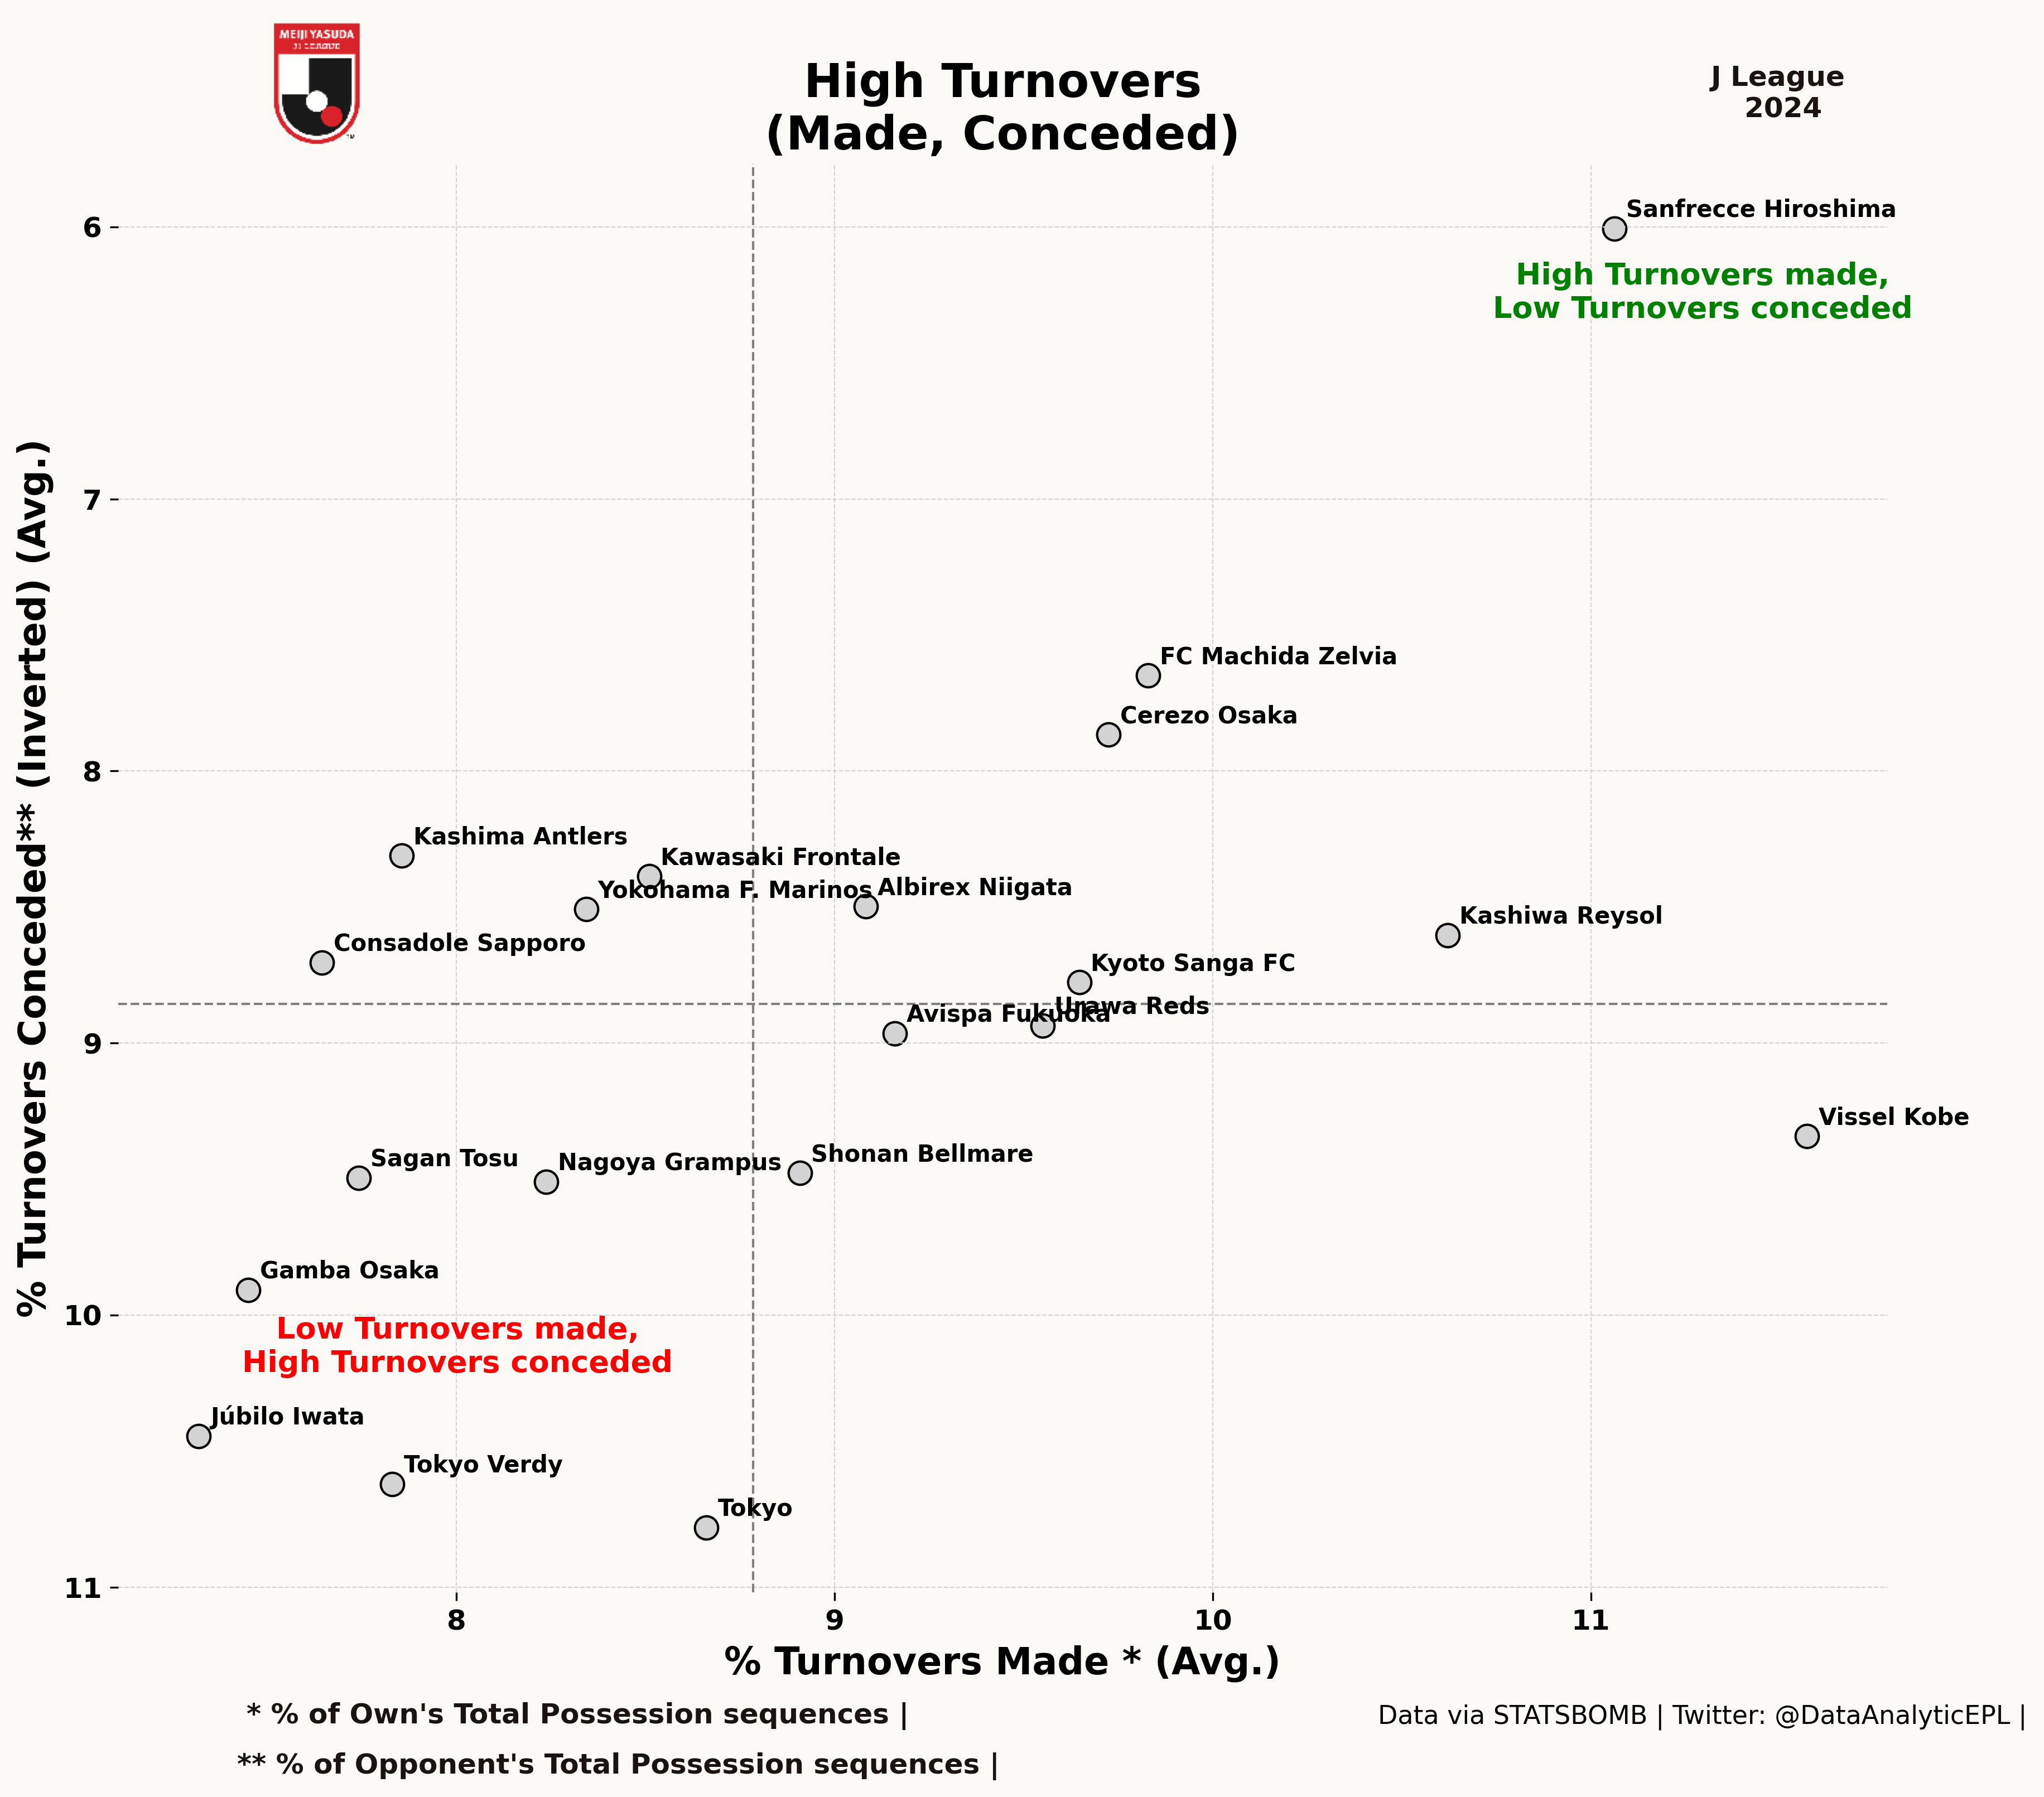 MEIJI YASUDA
J1 LEAGUE
TM
High Turnovers
(Made, Conceded)
J League
2024
% Turnovers Conceded** (Inverted) (Avg.)
6
7
8
9
10
11
Sanfrecce Hiroshima
High Turnovers made,
Low Turnovers conceded
FC Machida Zelvia
Cerezo Osaka
Kashima Antlers
Kawasaki Frontale
Yokohama F. Marinos
Albirex Niigata
Kashiwa Reysol
Consadole Sapporo
Kyoto Sanga FC
Urawa Reds
Avispa Fukuoka
Vissel Kobe
Sagan Tosu
Nagoya Grampus
Shonan Bellmare
Gamba Osaka
Low Turnovers made,
High Turnovers conceded
Júbilo Iwata
Tokyo Verdy
Tokyo
8
9
10
11
% Turnovers Made * (Avg.)
* % of Own's Total Possession sequences |
Data via STATSBOMB | Twitter: @DataAnalyticEPL |
** % of Opponent's Total Possession sequences |